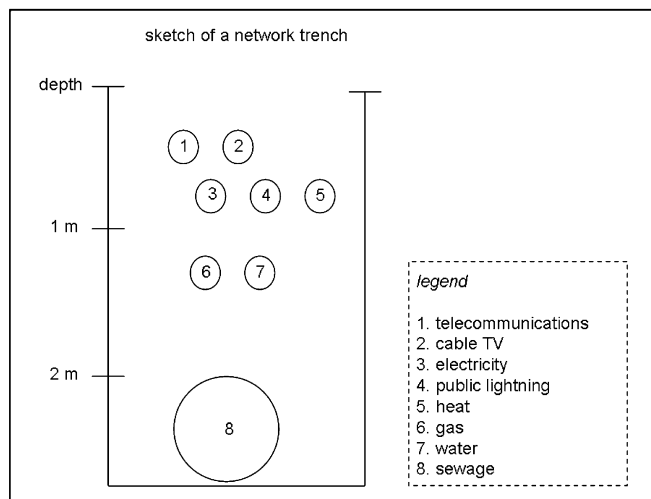 sketch of a network trench
depth
1 2
3 4 5
1 m
6 7
2 m
8
legend
1. telecommunications
2. cable TV
3. electricity
4. public lightning
5. heat
6. gas
7. water
8. sewage